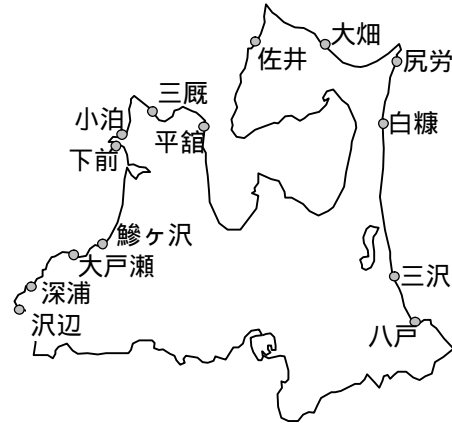 大畑
佐井
尻労
三厩
小泊
平舘
白糠
下前
鰺ヶ沢
大戸瀬
三沢
深浦
沢辺
八戸